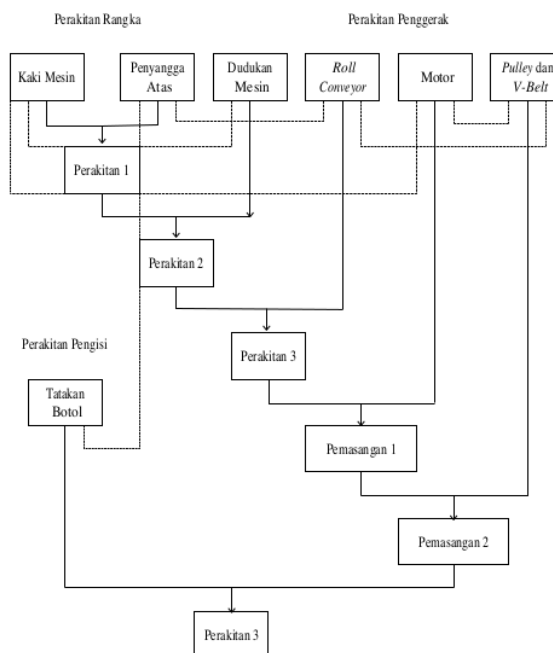 Perakitan Rangka
Perakitan Penggerak
Kaki Mesin
Penyangga
Atas
Dudukan
Mesin
Roll
Conveyor
Motor
Pulley dan
V-Belt
Perakitan 1
Perakitan 2
Perakitan Pengisi
Perakitan 3
Tatakan
Botol
Pemasangan 1
Pemasangan 2
Perakitan 3